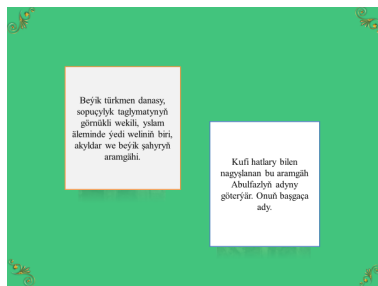 Beýik türkmen danasy,
sopuçylyk taglymatynyň
görnükli wekili, yslam
äleminde ýedi weliniň biri,
akyldar we beýik şahyryň
aramgähi.
Kufi hatlary bilen
nagyşlanan bu aramgäh
Abulfazlyň adyny
göterýär. Onuň başgaça
ady.